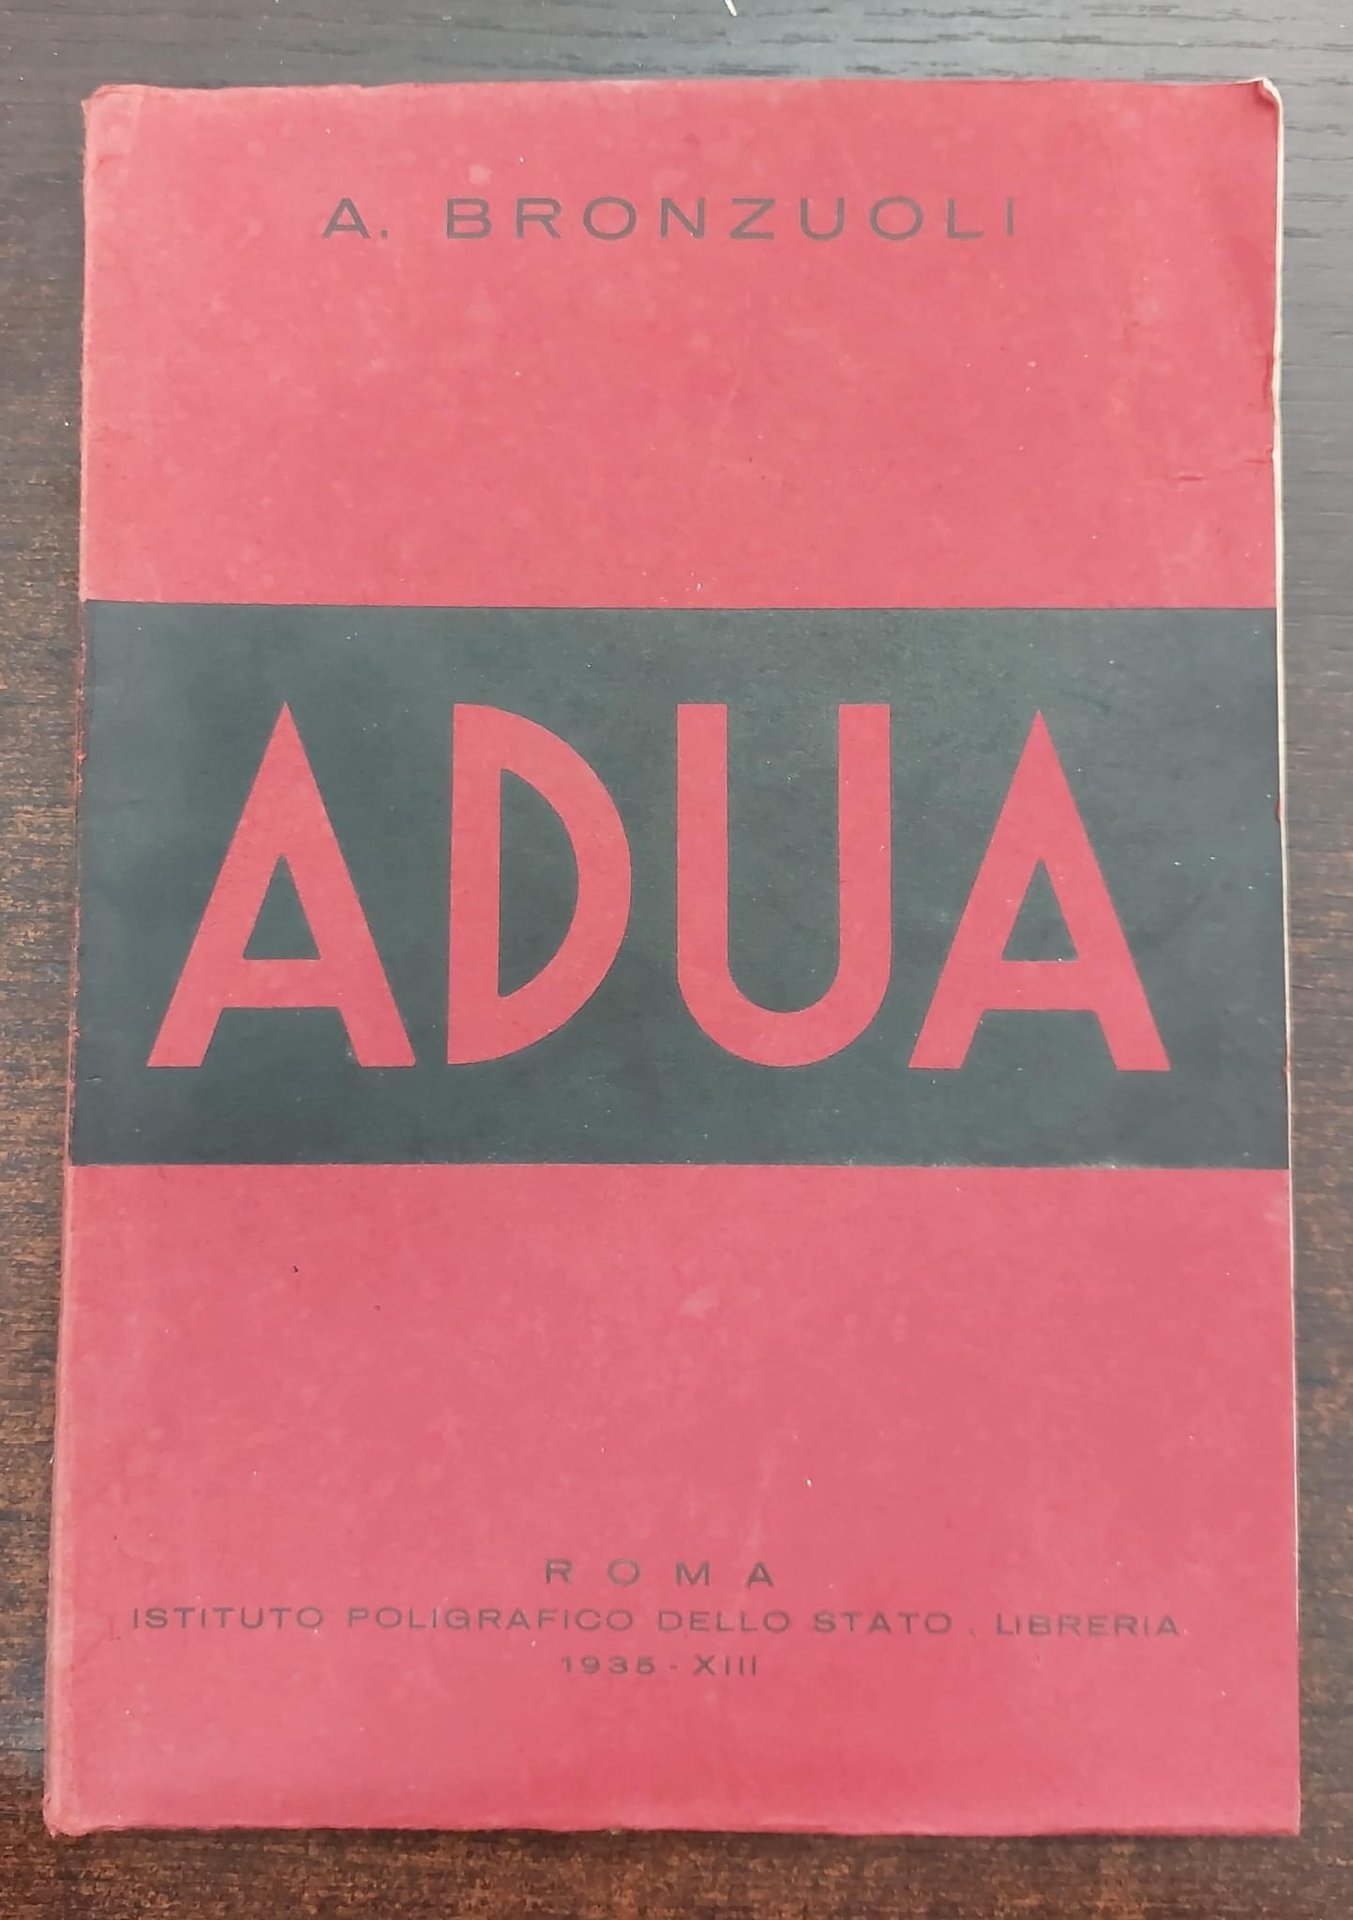 A. BRONZUOLI
ADUA
ROMA
ISTITUTO POLIGRAFICO DELLO STATO . LIBRERIA
1935 - XIII